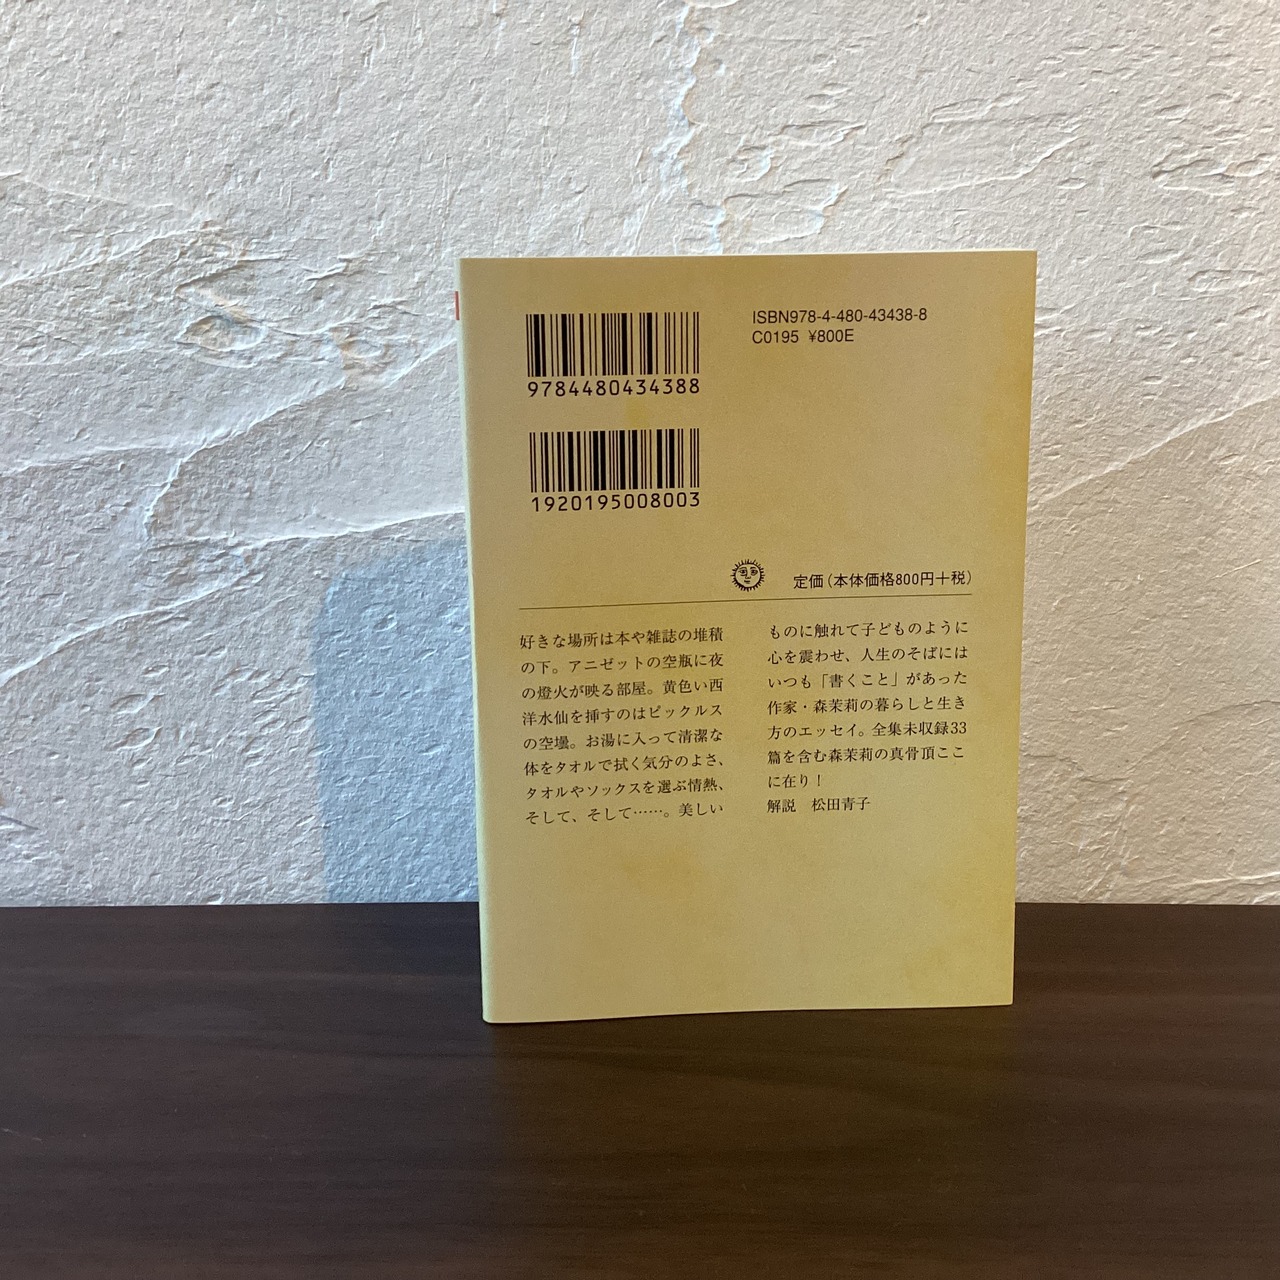 9784480434388
1920195008003
ISBN978-4-480-43438-8
C0195 ¥800E
定価(本体価格800円+税)
好きな場所は本や雑誌の堆積
の下。アニゼットの空瓶に夜
の燈火が映る部屋。黄色い西
洋水仙を挿すのはピックルス
の空壜。お湯に入って清潔な
体をタオルで拭く気分のよさ、
タオルやソックスを選ぶ情熱、
そして、そして……。美しい
ものに触れて子どものように
心を震わせ、人生のそばには
いつも「書くこと」があった
作家・森茉莉の暮らしと生き
方のエッセイ。全集未収録33
篇を含む森茉莉の真骨頂ここ
に在り!
解説 松田青子